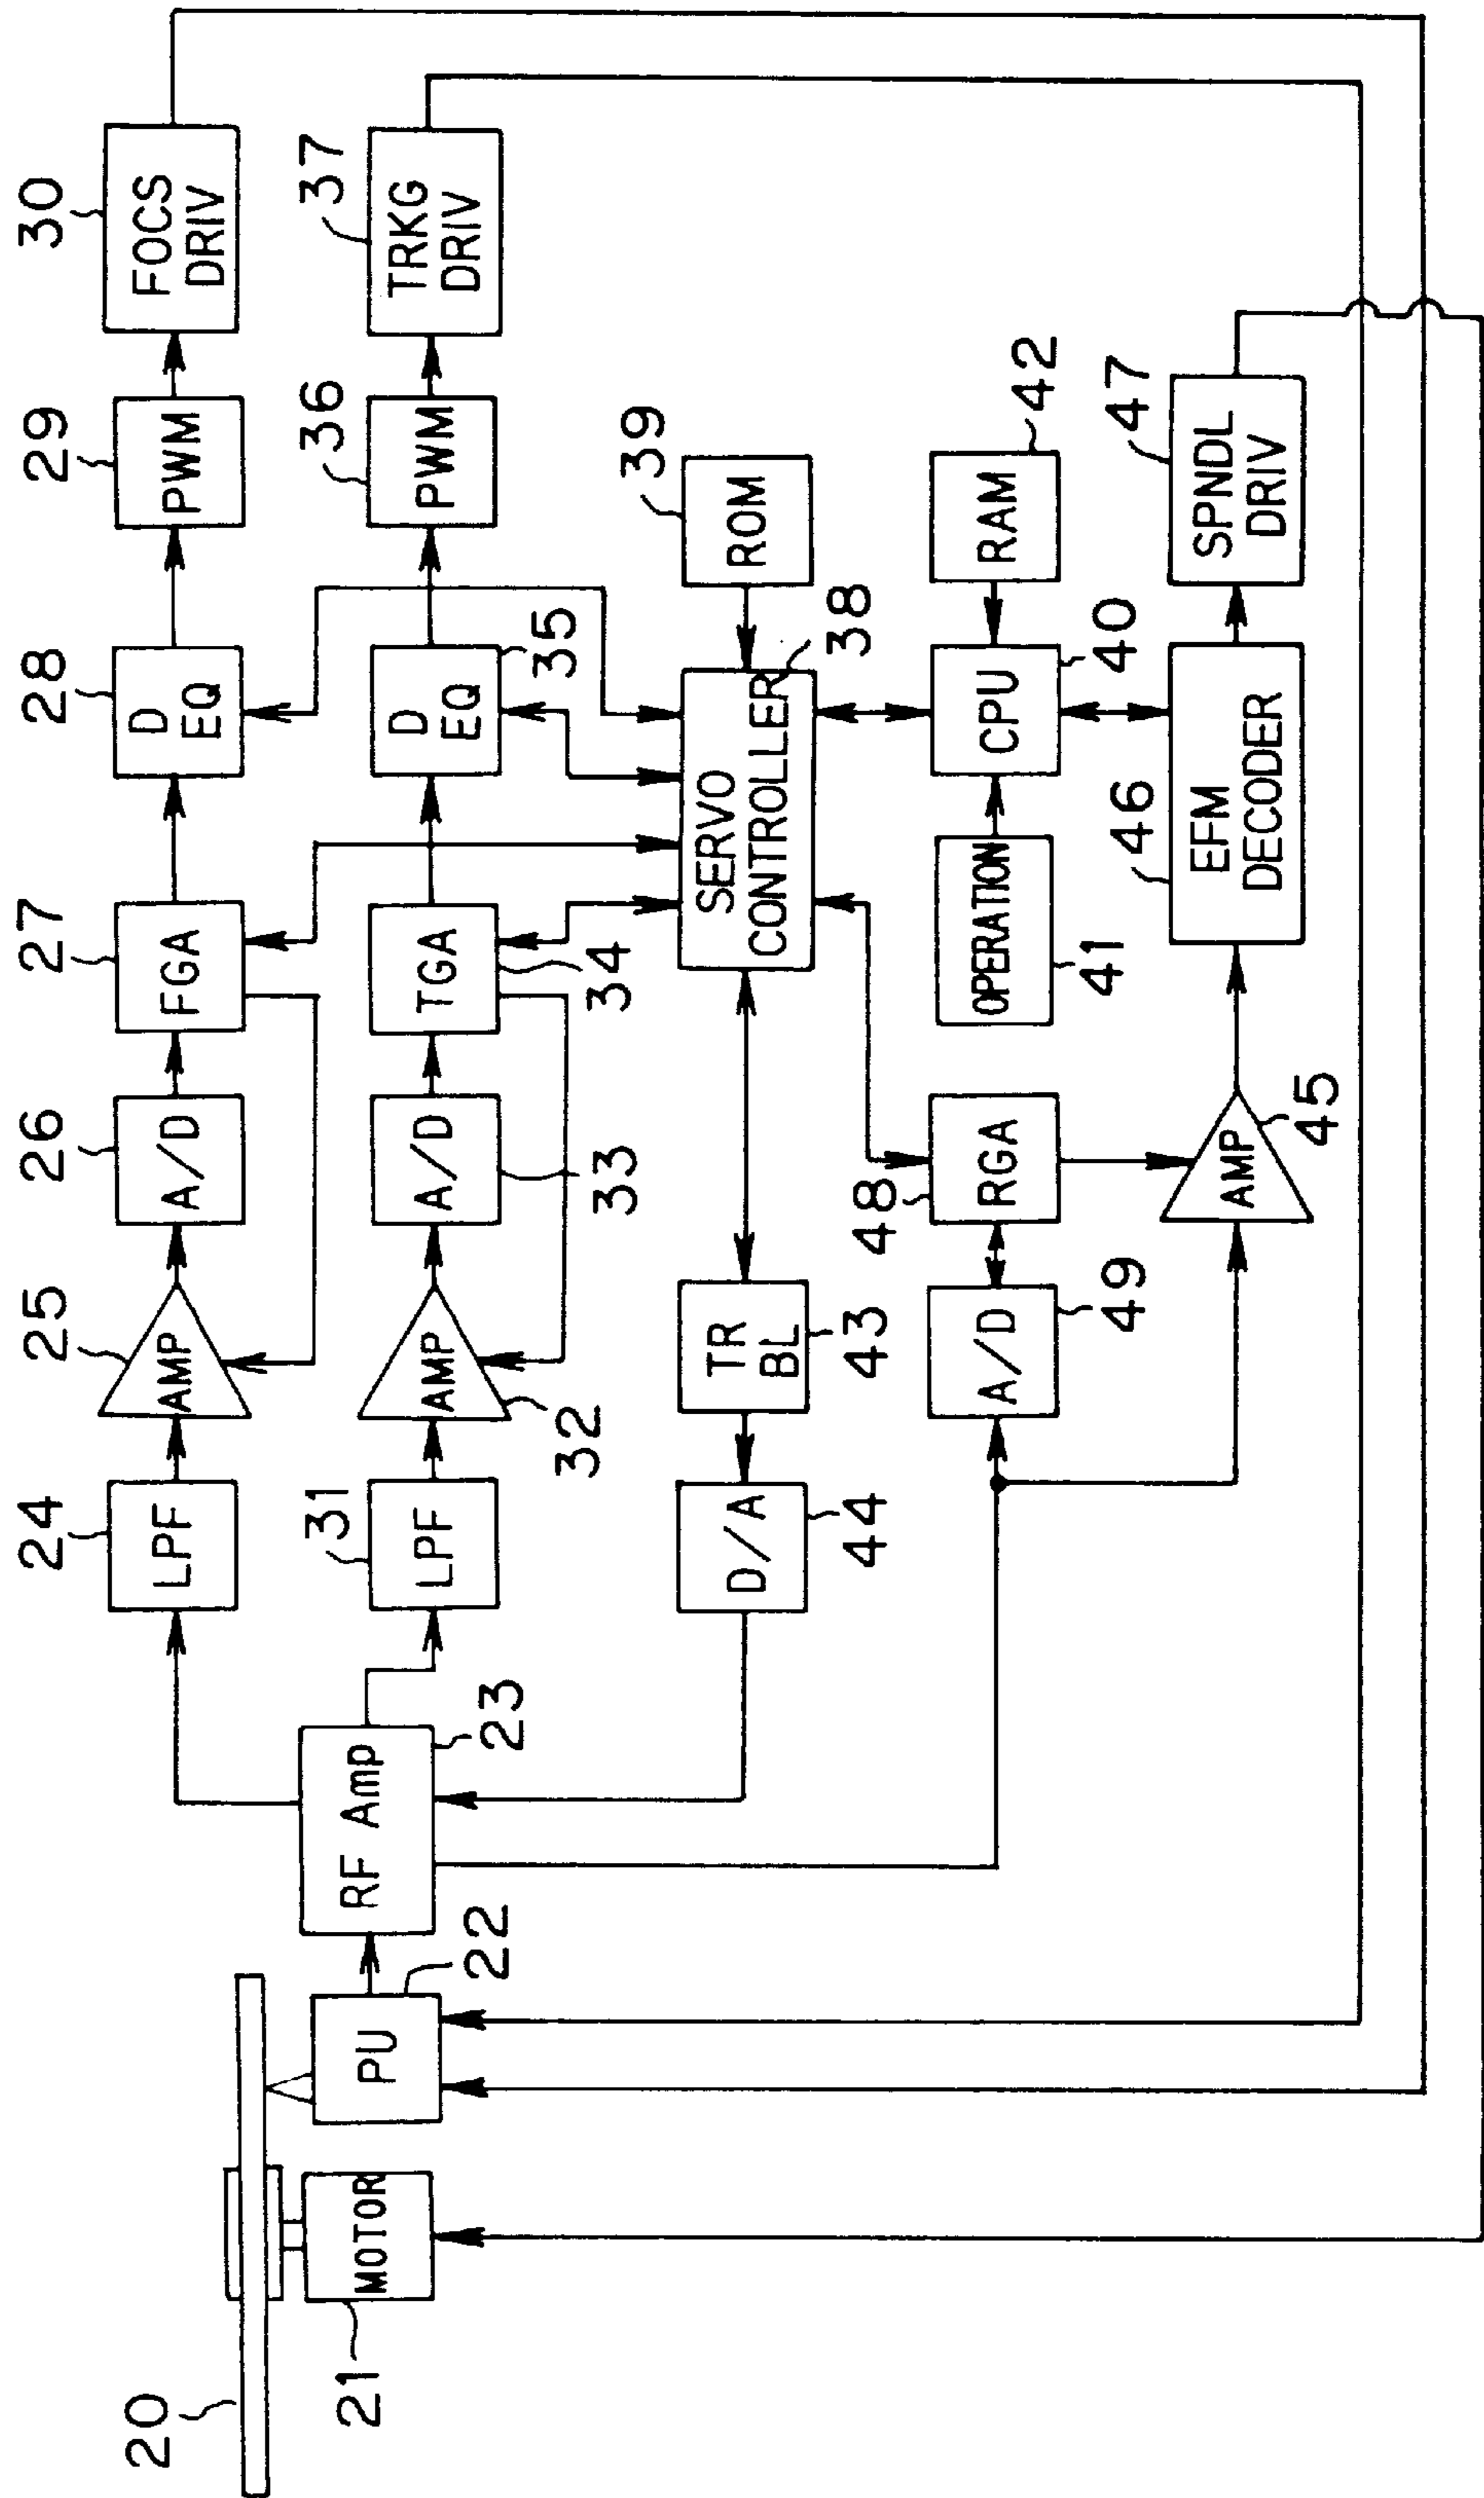 20
21
MOTOR
PU
22
RF Amp
23
24
LPF
25
AMP
26
A/D
27
FGA
28
D
EQ
29
PWM
30
FOCS
DRIV
31
LPF
32
AMP
33
A/D
34
TGA
35
D
EQ
36
PWM
37
TRKG
DRIV
44
D/A
43
TR
BL
SERVO
CONTROLLER
38
39
ROM
49
A/D
48
RGA
41
OPERATION
40
CPU
42
RAM
45
AMP
46
EFM
DECODER
47
SPNDL
DRIV